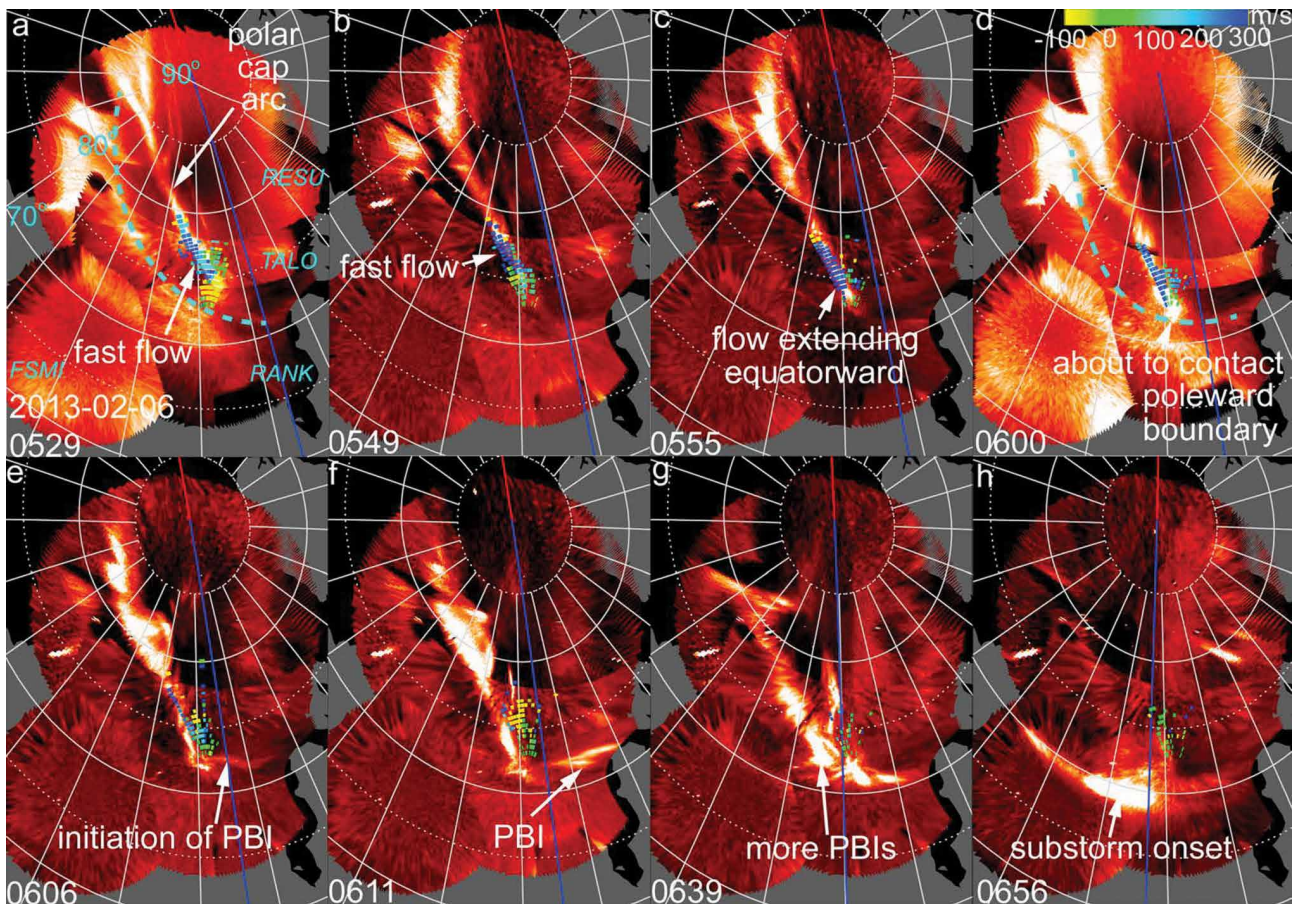 a
polar
cap
arc
90°
80°
70°
RESU
TALO
fast flow
FSMI
RANK
2013-02-06
0529
b
fast flow
0549
c
flow extending
equatorward
0555
d
m/s
-100 0 100 200 300
about to contact
poleward
boundary
0600
e
initiation of PBI
0606
f
PBI
0611
g
more PBIs
0639
h
substorm onset
0656